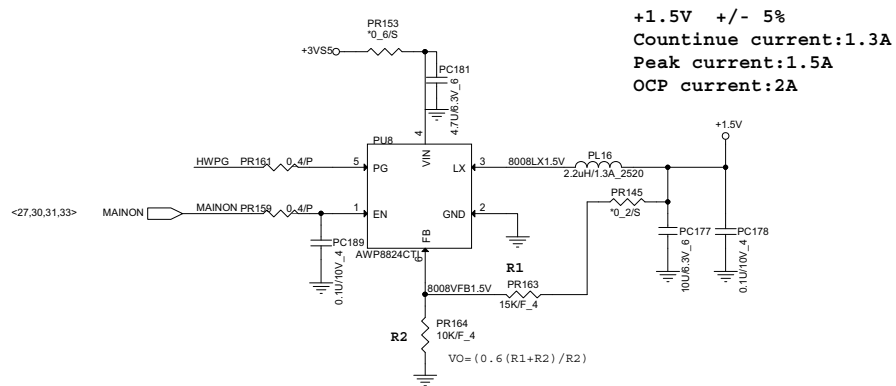 +1.5V +/- 5%
Countinue current:1.3A
Peak current:1.5A
OCP current:2A
PR153
*0_6/S
+3VS5
PC181
4.7U/6.3V_6
PU8
4
VIN
+1.5V
HWPG
PR161
0_4/P
5
PG
LX
3
8008LX1.5V
PL16
2.2uH/1.3A_2520
PR145
*0_2/S
<27,30,31,33>
MAINON
MAINON
PR159
0_4/P
1
EN
GND
2
FB
6
PC177
10U/6.3V_6
PC178
0.1U/10V_4
PC189
0.1U/10V_4
R1
8008VFB1.5V
PR163
15K/F_4
R2
PR164
10K/F_4
VO=(0.6(R1+R2)/R2)